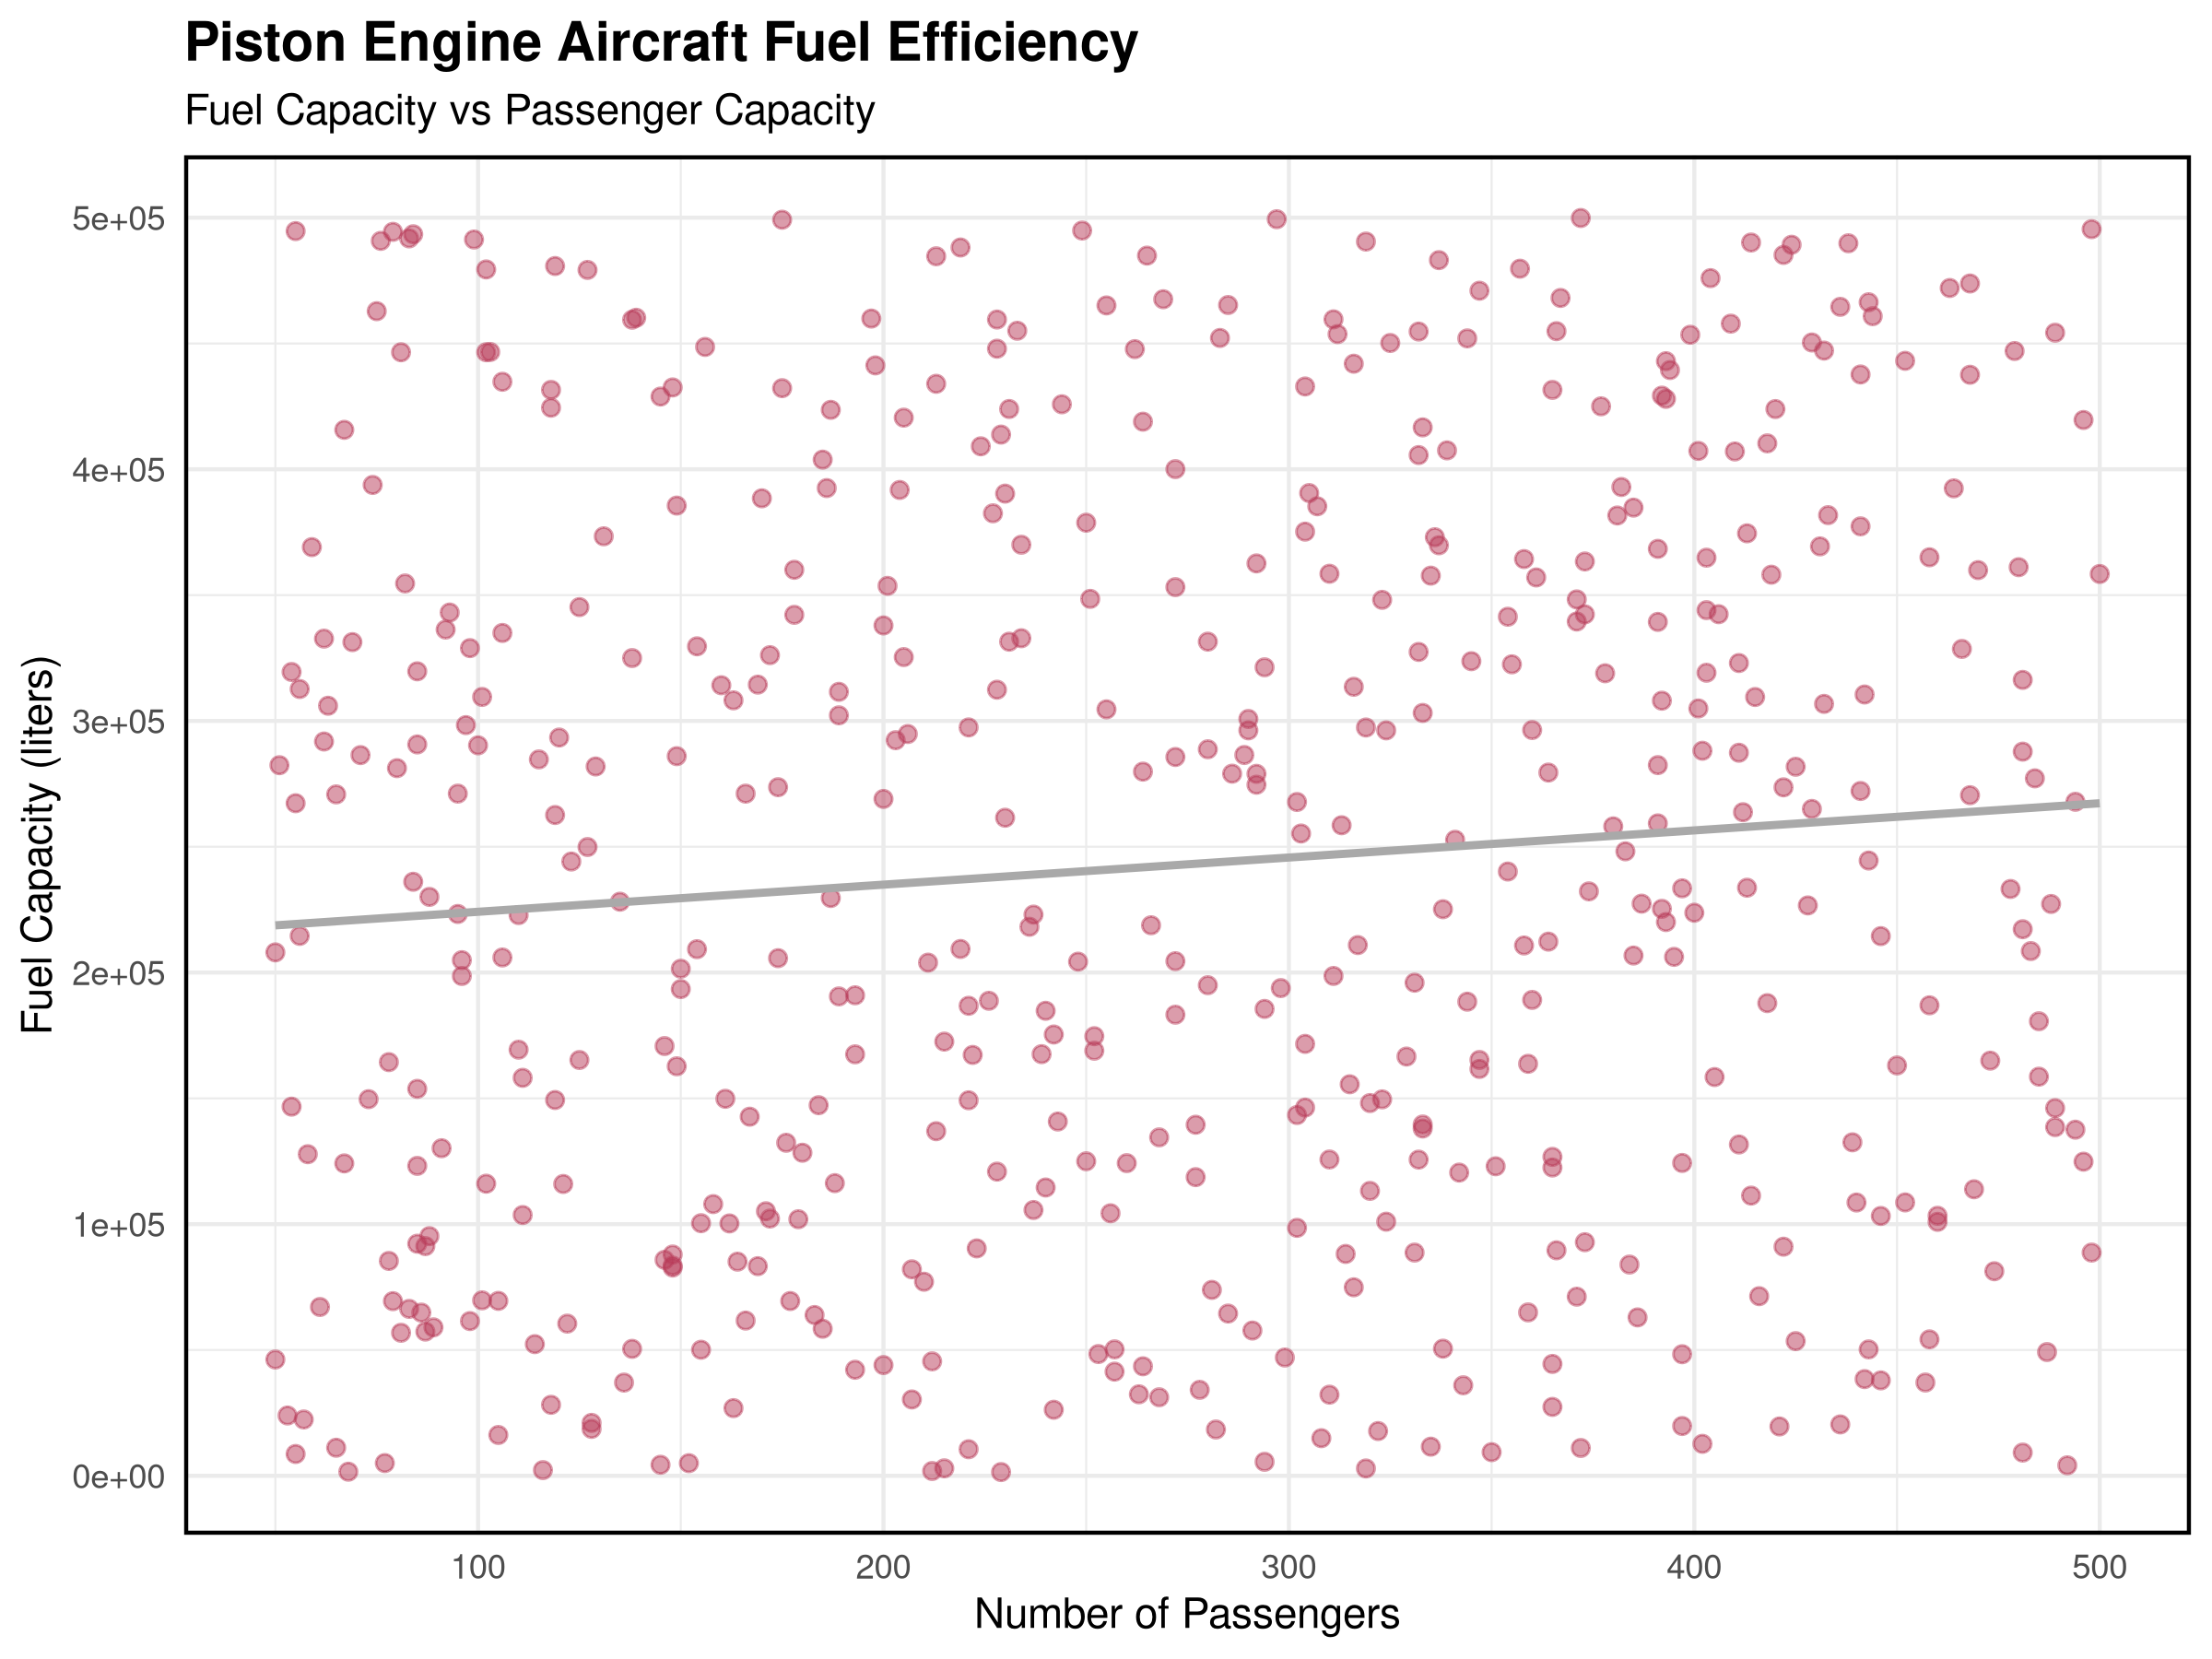 Piston Engine Aircraft Fuel Efficiency
Fuel Capacity vs Passenger Capacity
Fuel Capacity (liters)
5e+05
4e+05
3e+05
2e+05
1e+05
0e+00
100 200 300 400 500
Number of Passengers